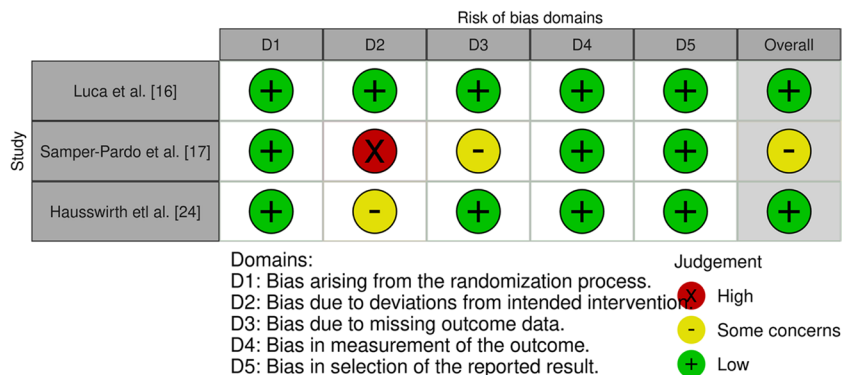 Risk of bias domains
D1 D2 D3 D4 D5 Overall
Study
Luca et al. [16] + + + + + +
Samper-Pardo et al. [17] + X - + + -
Hausswirth etl al. [24] + - + + + +
Domains:
D1: Bias arising from the randomization process.
D2: Bias due to deviations from intended intervention.
D3: Bias due to missing outcome data.
D4: Bias in measurement of the outcome.
D5: Bias in selection of the reported result.
Judgement
X High
- Some concerns
+ Low